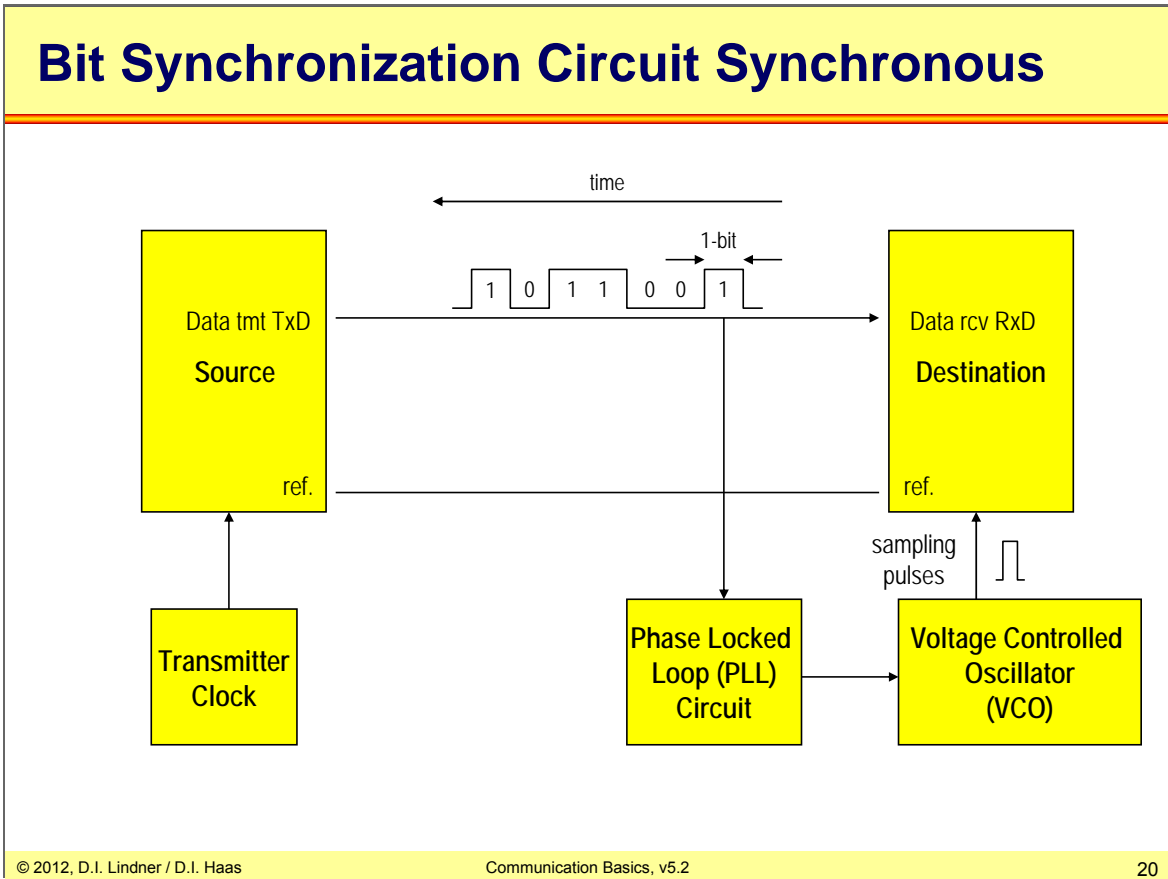 Bit Synchronization Circuit Synchronous
time
1-bit
1 0 1 1 0 0 1
Data tmt TxD
Source
ref.
Data rcv RxD
Destination
ref.
sampling
pulses
Transmitter
Clock
Phase Locked
Loop (PLL)
Circuit
Voltage Controlled
Oscillator
(VCO)
© 2012, D.I. Lindner / D.I. Haas
Communication Basics, v5.2
20